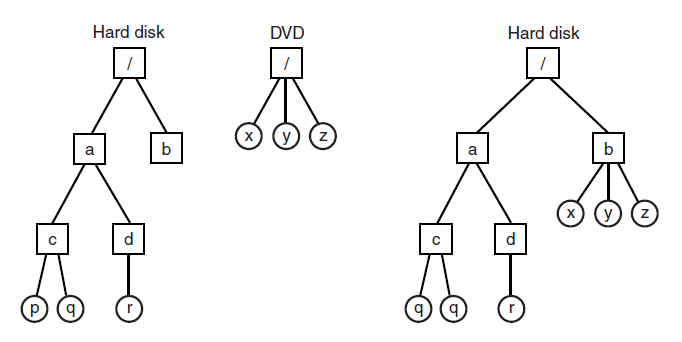 Hard disk DVD Hard disk
/ / /
x y z
a b a b
x y z
c d c d
p q r q q r